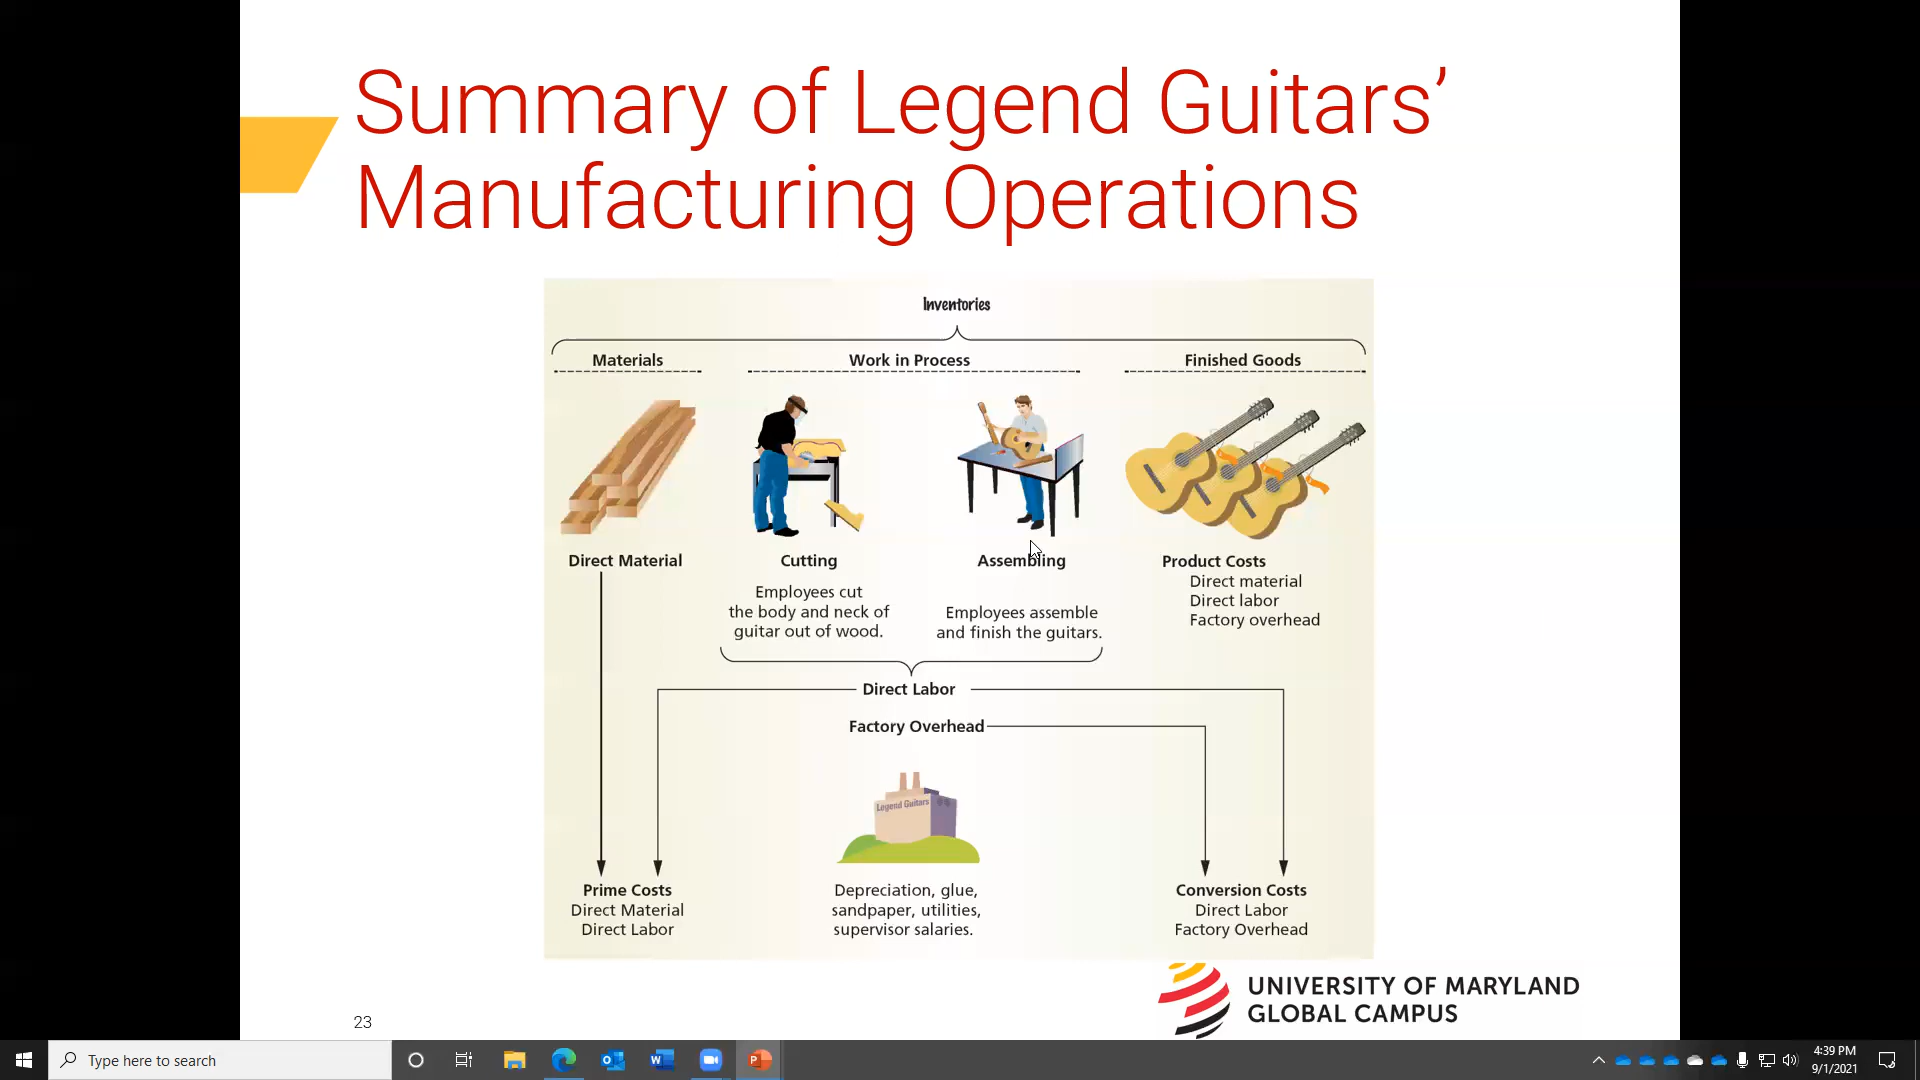 Summary of Legend Guitars’
Manufacturing Operations
Inventories
Materials
Work in Process
Finished Goods
Direct Material
Cutting
Employees cut
the body and neck of
guitar out of wood.
Assembling
Employees assemble
and finish the guitars.
Product Costs
Direct material
Direct labor
Factory overhead
Direct Labor
Factory Overhead
Legend Guitars
Prime Costs
Direct Material
Direct Labor
Depreciation, glue,
sandpaper, utilities,
supervisor salaries.
Conversion Costs
Direct Labor
Factory Overhead
UNIVERSITY OF MARYLAND
GLOBAL CAMPUS
23
Type here to search
4:39 PM
9/1/2021